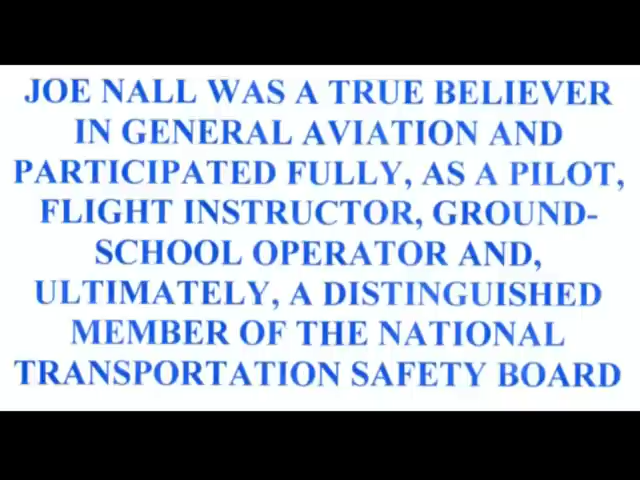 JOE NALL WAS A TRUE BELIEVER
IN GENERAL AVIATION AND
PARTICIPATED FULLY, AS A PILOT,
FLIGHT INSTRUCTOR, GROUND-
SCHOOL OPERATOR AND,
ULTIMATELY, A DISTINGUISHED
MEMBER OF THE NATIONAL
TRANSPORTATION SAFETY BOARD